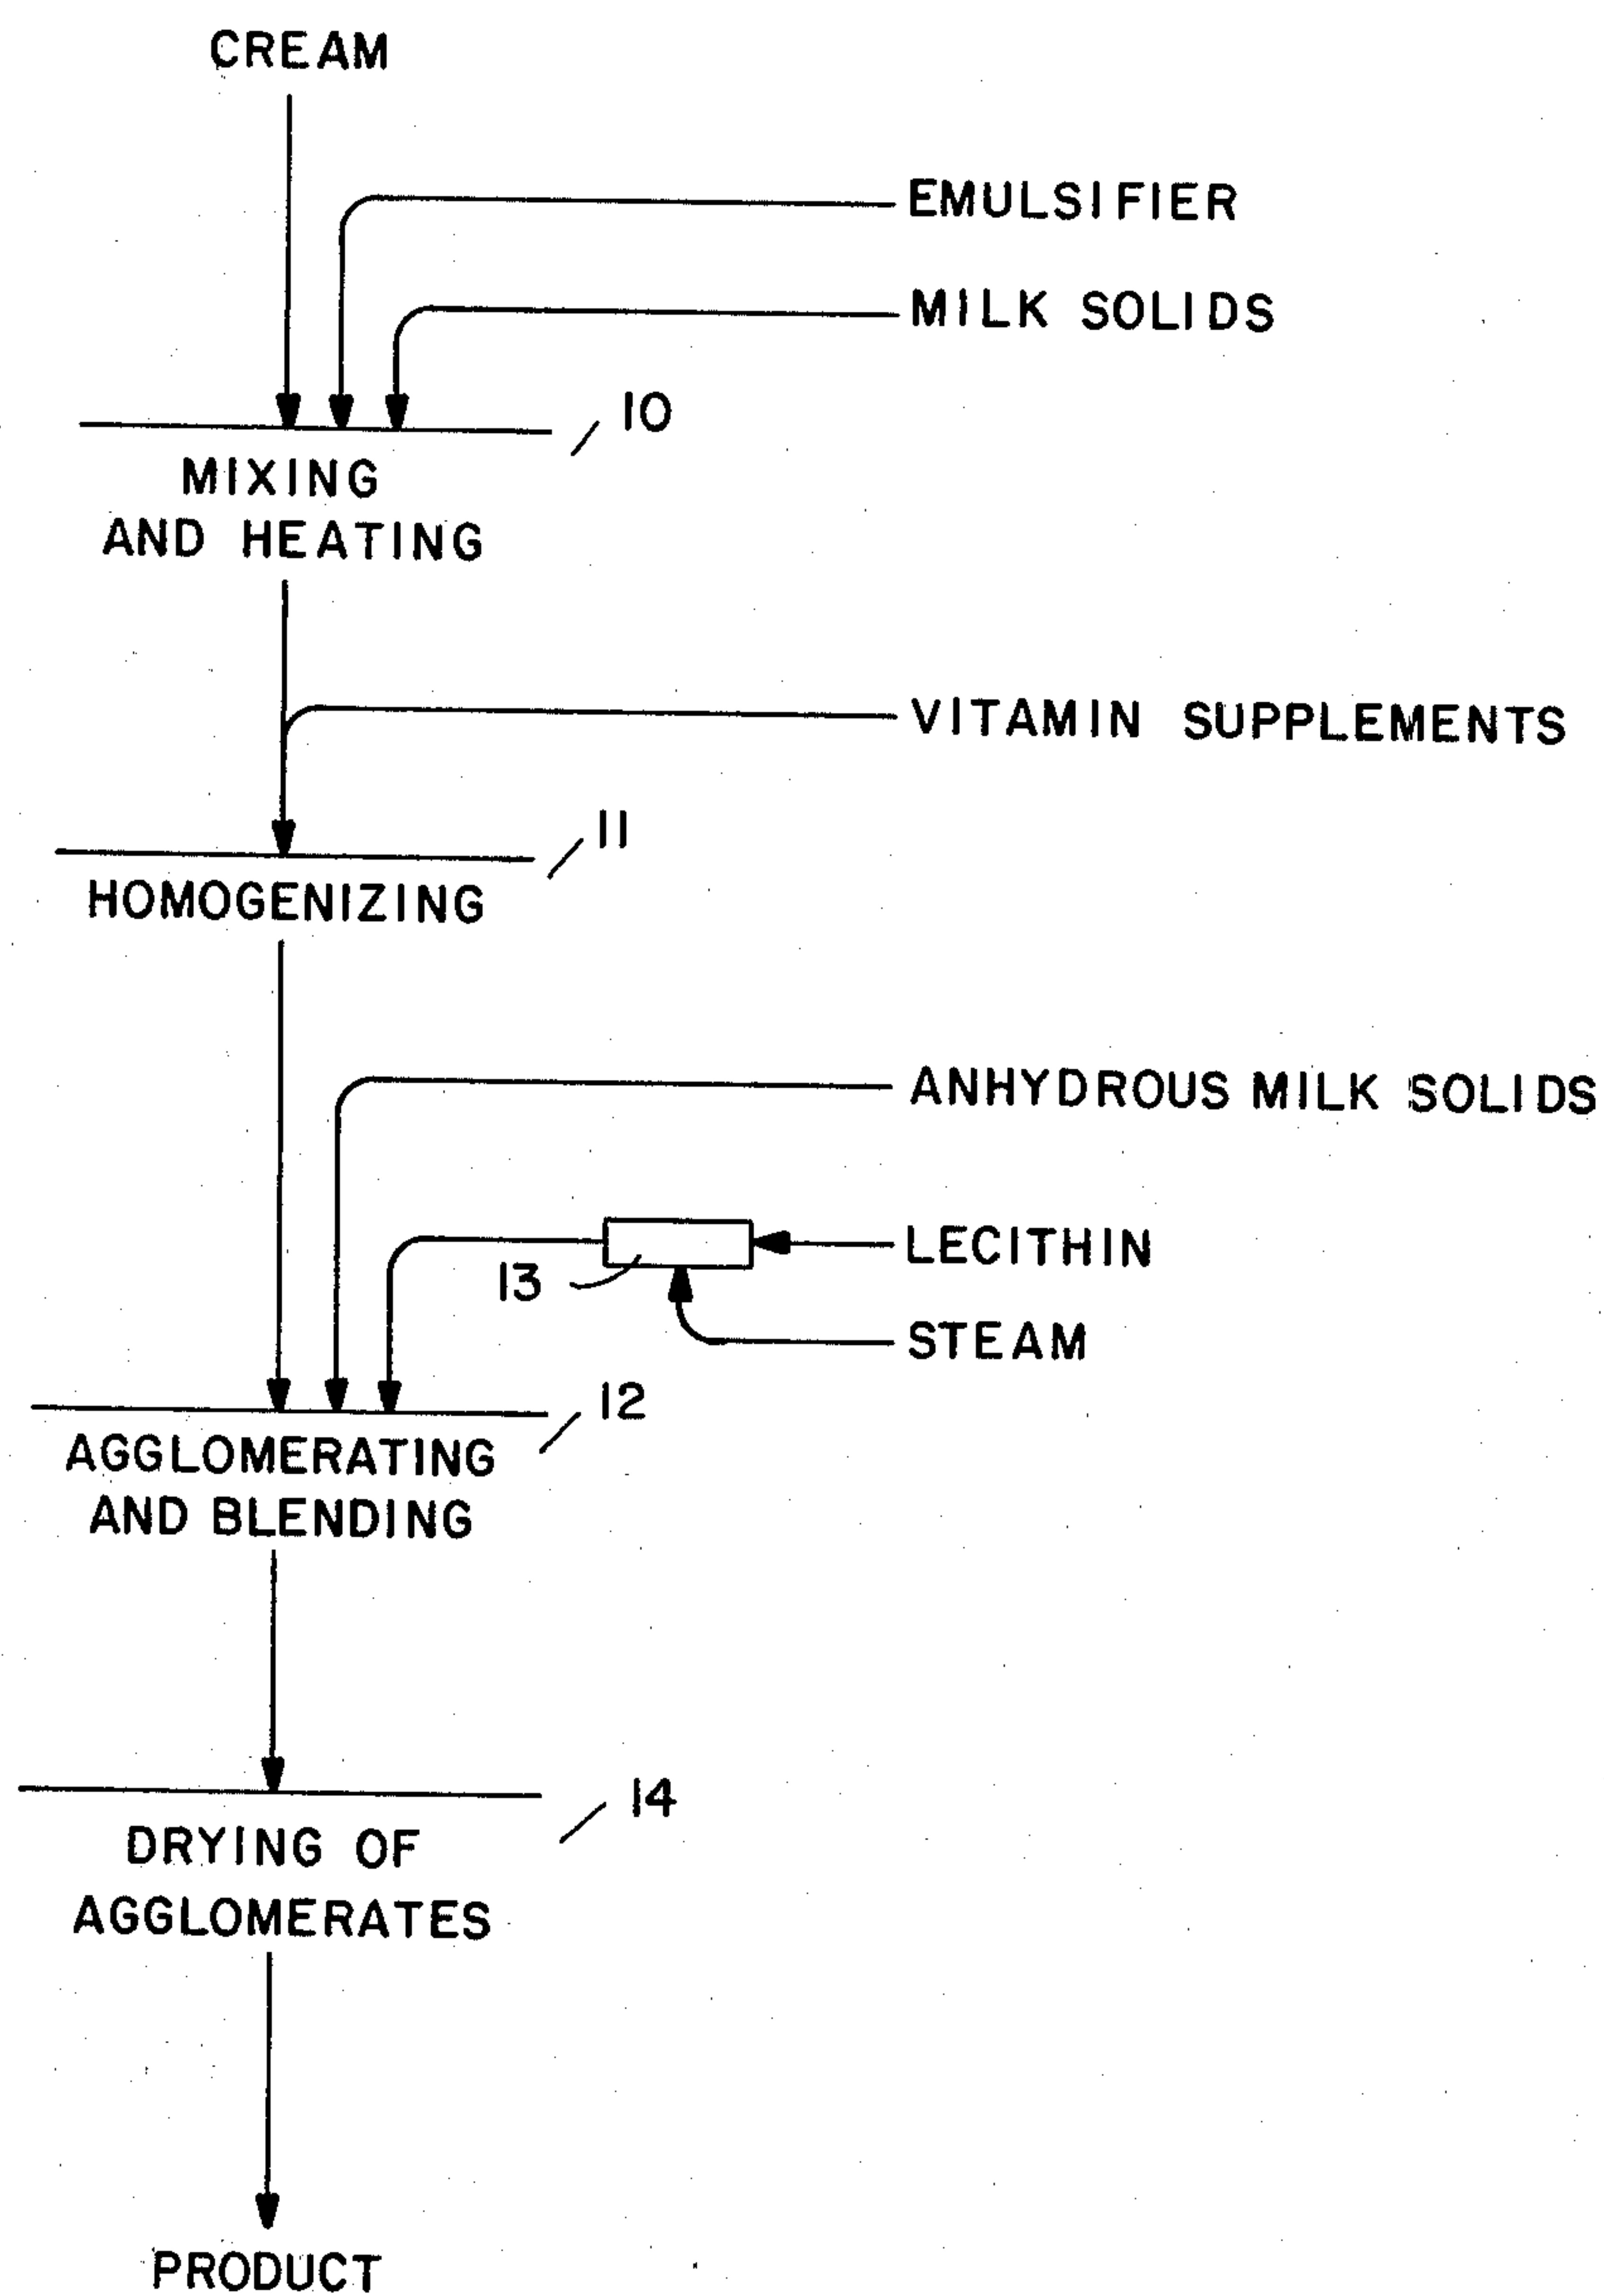 CREAM
EMULSIFIER
MILK SOLIDS
10
MIXING
AND HEATING
VITAMIN SUPPLEMENTS
11
HOMOGENIZING
ANHYDROUS MILK SOLIDS
LECITHIN
13
STEAM
12
AGGLOMERATING
AND BLENDING
14
DRYING OF
AGGLOMERATES
PRODUCT